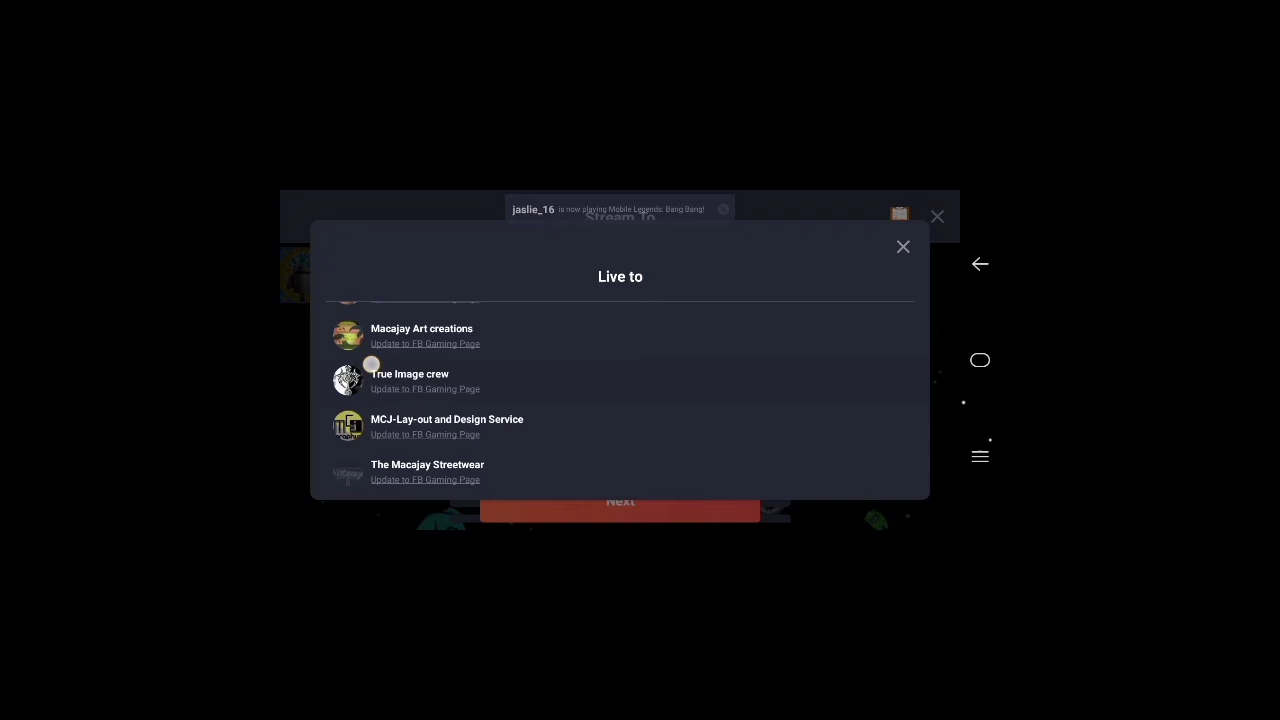 jaslie_16 is now playing Mobile Legends: Bang Bang!
Stream To
Live to
Macajay Art creations
Update to FB Gaming Page
True Image crew
Update to FB Gaming Page
MCJ-Lay-out and Design Service
Update to FB Gaming Page
The Macajay Streetwear
Update to FB Gaming Page
Next